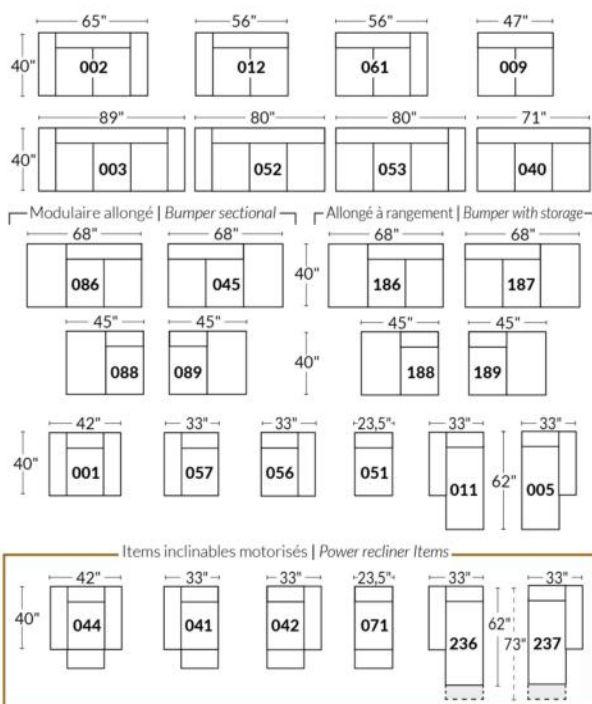 65" 56" 56" 47"
40" 002 012 061 009
89" 80" 80" 71"
40" 003 052 053 040
Modulaire allongé | Bumper sectional Allongé à rangement | Bumper with storage
68" 68" 68" 68"
086 045 40" 186 187
45" 45" 45" 45"
088 089 40" 188 189
42" 33" 33" 23,5" 33" 33"
40" 001 057 056 051 011 62" 005
Items inclinables motorisés | Power recliner Items
42" 33" 33" 23,5" 33" 33"
40" 044 041 042 071 236 62" 73" 237